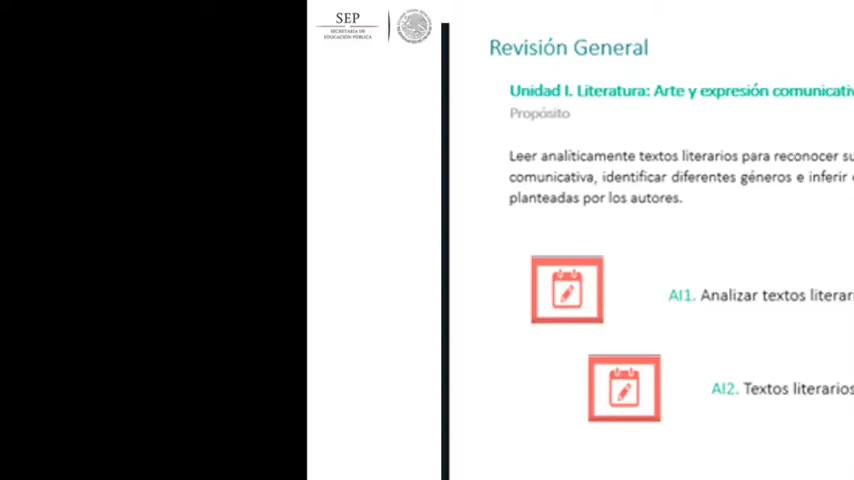 SEP
SECRETARÍA DE
EDUCACIÓN PÚBLICA
Revisión General
Unidad I. Literatura: Arte y expresión comunicativ
Propósito
Leer analíticamente textos literarios para reconocer su
comunicativa, identificar diferentes géneros e inferir
planteadas por los autores.
AI1. Analizar textos literari
AI2. Textos literarios